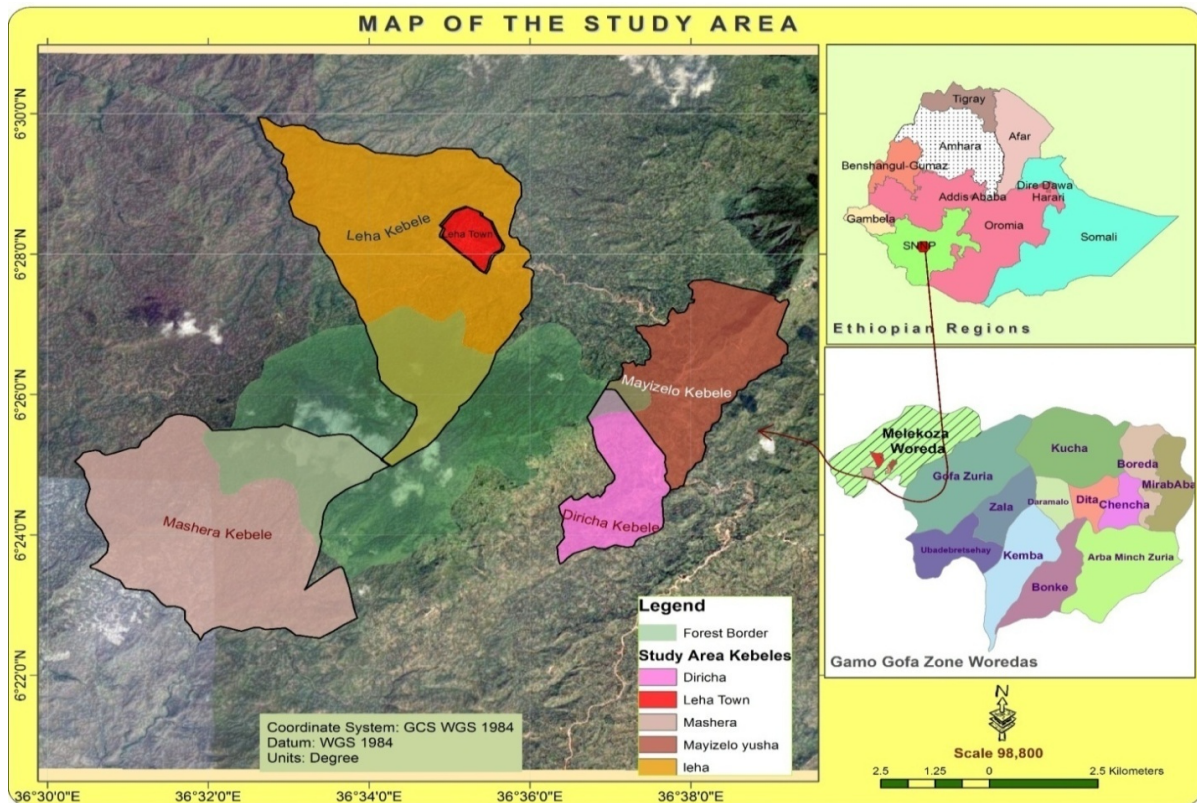 MAP OF THE STUDY AREA
6°30'0"N
6°28'0"N
6°26'0"N
6°24'0"N
6°22'0"N
36°30'0"E
36°32'0"E
36°34'0"E
36°36'0"E
36°38'0"E
Leha Kebele
Leha Town
Mayizelo Kebele
Diricha Kebele
Mashera Kebele
Coordinate System: GCS WGS 1984
Datum: WGS 1984
Units: Degree
Legend
Forest Border
Study Area Kebeles
Diricha
Leha Town
Mashera
Mayizelo yusha
leha
Tigray
Afar
Amhara
Benshangul-Gumaz
Dire Dawa
Addis Ababa
Harari
Gambela
Oromia
SNNP
Somali
Ethiopian Regions
Melekoza
Woreda
Kucha
Boreda
Gofa Zuria
MirabAba
Dita
Chencha
Zala
Daramalo
Ubadebretsehay
Kemba
Arba Minch Zuria
Bonke
Gamo Gofa Zone Woredas
N
Scale 98,800
2.5 1.25 0 2.5 Kilometers